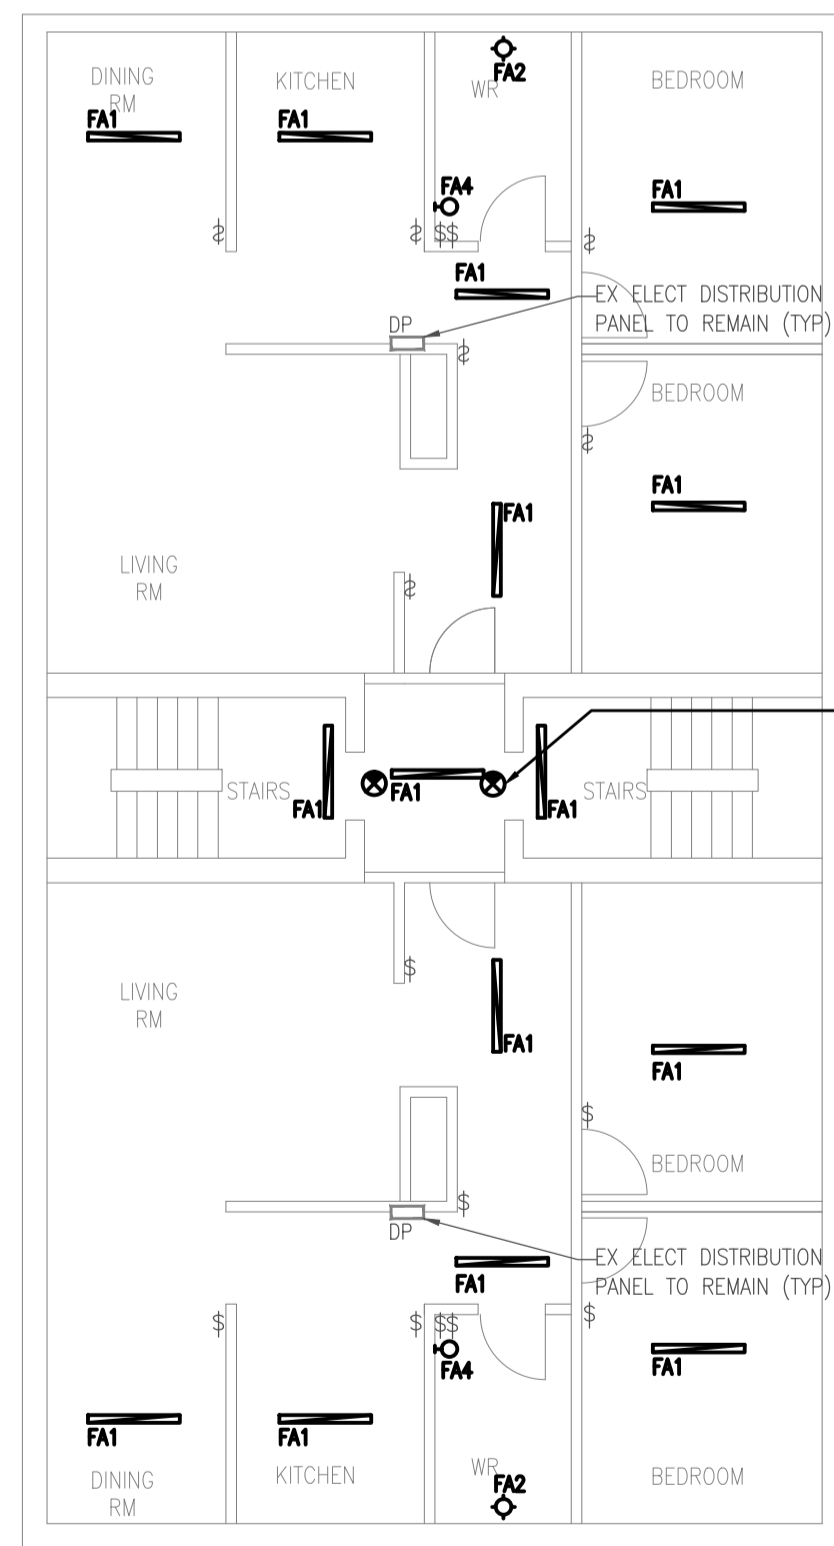 FA2
DINING
RM
KITCHEN
WR
BEDROOM
FA1
FA1
FA4
FA1
$
$
$$
$
FA1
EX ELECT DISTRIBUTION
PANEL TO REMAIN (TYP)
DP
$
BEDROOM
$
FA1
FA1
LIVING
RM
$
STAIRS
FA1
FA1
FA1
STAIRS
$
LIVING
RM
FA1
FA1
$
BEDROOM
$
DP
EX ELECT DISTRIBUTION
PANEL TO REMAIN (TYP)
FA1
$
$
$$
$
FA4
FA1
FA1
FA1
DINING
RM
KITCHEN
WR
FA2
BEDROOM